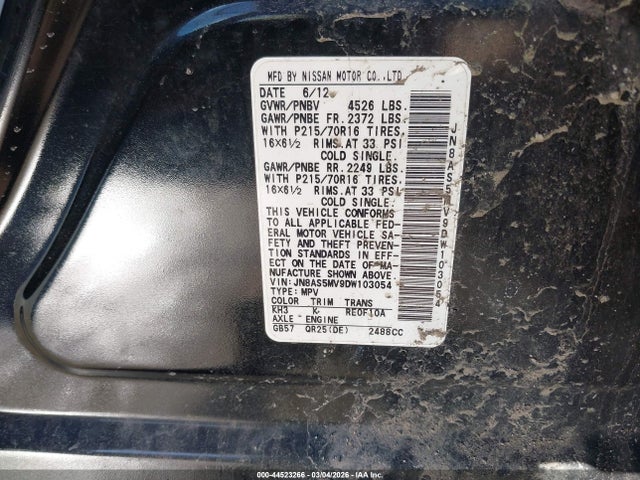 MFD BY NISSAN MOTOR CO.,LTD.
DATE 6/12
GVWR/PNBV 4526 LBS.
GAWR/PNBE FR. 2372 LBS.
WITH P215/70R16 TIRES,
16X6½ RIMS.AT 33 PSI
COLD SINGLE.
GAWR/PNBE RR. 2249 LBS.
WITH P215/70R16 TIRES,
16X6½ RIMS.AT 33 PSI
COLD SINGLE.
THIS VEHICLE CONFORMS
TO ALL APPLICABLE FED-
ERAL MOTOR VEHICLE SA-
FETY AND THEFT PREVEN-
TION STANDARDS IN EFF-
ECT ON THE DATE OF MA-
NUFACTURE SHOWN ABOVE.
VIN: JN8AS5MV9DW103054
TYPE: MPV
COLOR TRIM TRANS
KH3 K RE0F10A
AXLE ENGINE
GB57 QR25(DE) 2488CC
JN8AS5MV9DW103054
000-44523266 - 03/04/2026 - IAA Holdings, LLC